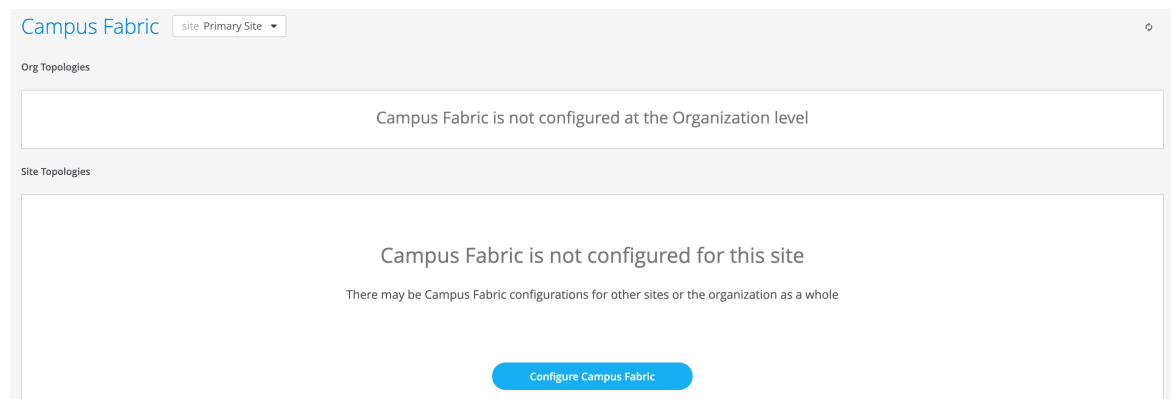 Campus Fabric site Primary Site
Org Topologies
Campus Fabric is not configured at the Organization level
Site Topologies
Campus Fabric is not configured for this site
There may be Campus Fabric configurations for other sites or the organization as a whole
Configure Campus Fabric